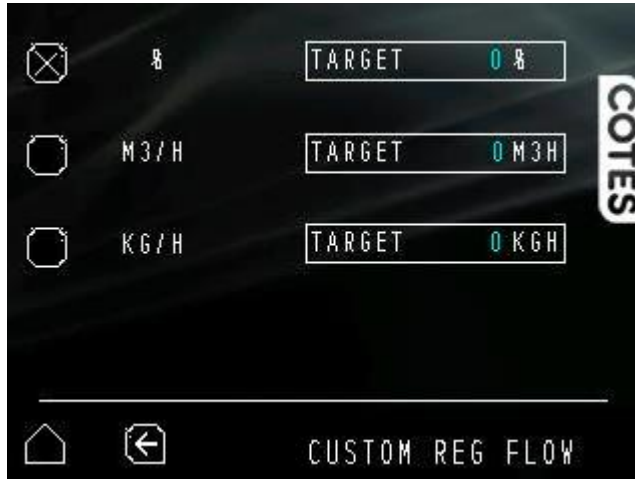 % TARGET 0 %
M3/H TARGET 0 M3H
KG/H TARGET 0 KGH
COTES
CUSTOM REG FLOW